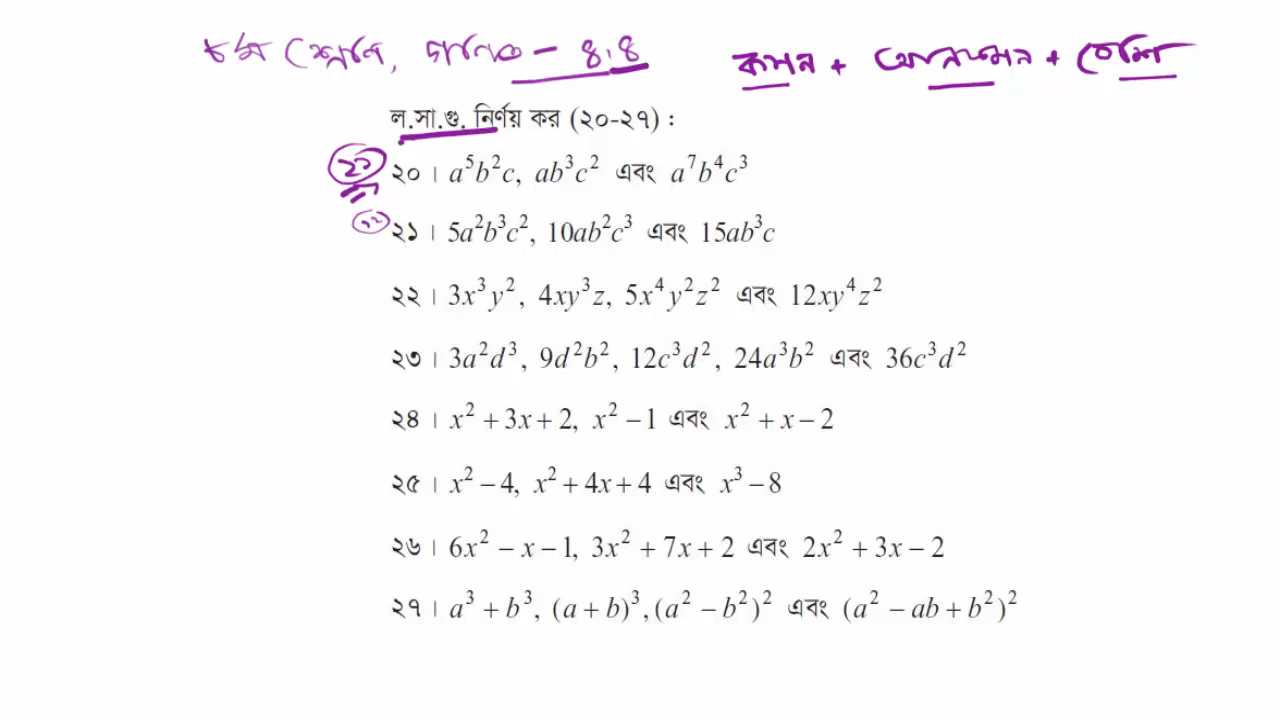 ৮ম শ্রেণি, গণিত - ৪.৪ কমন + আনকমন + বেশি
ল.সা.গু. নির্ণয় কর (২০-২৭) :
২০। a⁵b²c, ab³c² এবং a⁷b⁴c³
২১। 5a²b³c², 10ab²c³ এবং 15ab³c
২২। 3x³y², 4xy³z, 5x⁴y²z² এবং 12xy⁴z²
২৩। 3a²d³, 9d²b², 12c³d², 24a³b² এবং 36c³d²
২৪। x² + 3x + 2, x² − 1 এবং x² + x − 2
২৫। x² − 4, x² + 4x + 4 এবং x³ − 8
২৬। 6x² − x − 1, 3x² + 7x + 2 এবং 2x² + 3x − 2
২৭। a³ + b³, (a + b)³, (a² − b²)² এবং (a² − ab + b²)²